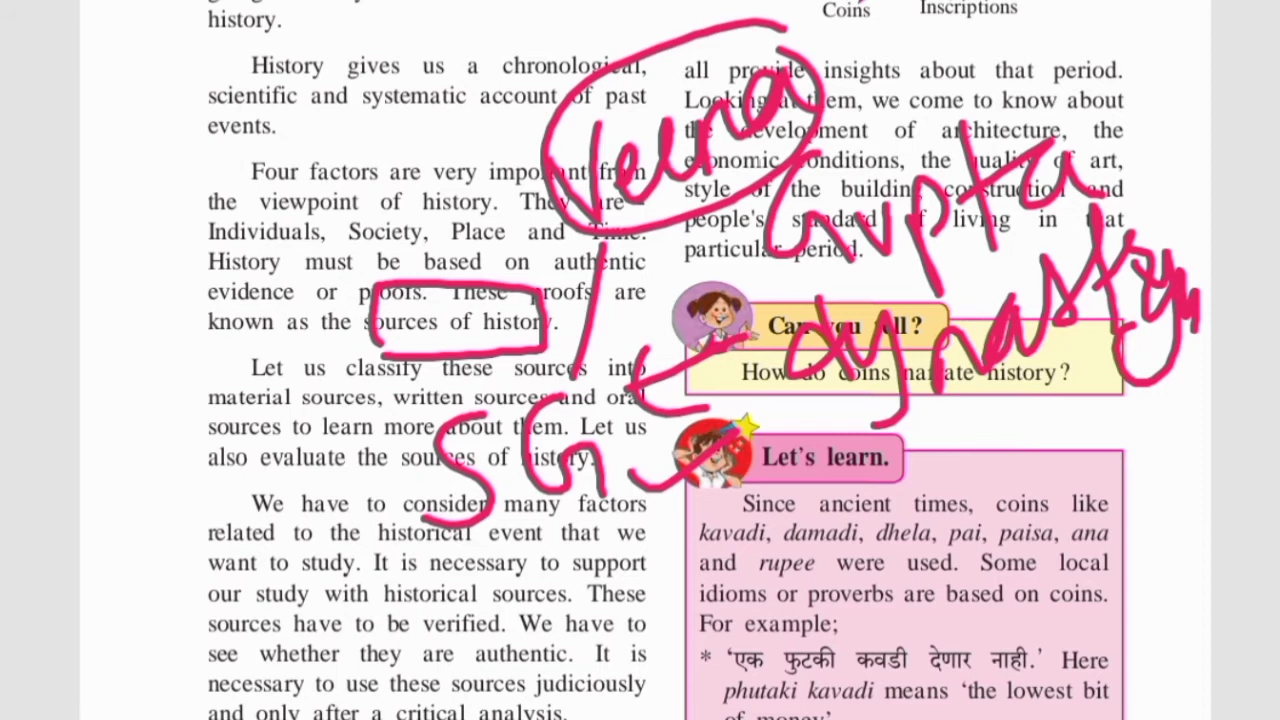 history.
History gives us a chronological,
scientific and systematic account of past
events.
Four factors are very important from
the viewpoint of history. They are -
Individuals, Society, Place and Time.
History must be based on authentic
evidence or proofs. These proofs are
known as the sources of history.
Let us classify these sources into
material sources, written sources and oral
sources to learn more about them. Let us
also evaluate the sources of history.
We have to consider many factors
related to the historical event that we
want to study. It is necessary to support
our study with historical sources. These
sources have to be verified. We have to
see whether they are authentic. It is
necessary to use these sources judiciously
and only after a critical analysis.
Coins Inscriptions
all provide insights about that period.
Looking at them, we come to know about
the development of architecture, the
economic conditions, the quality of art,
style of the building construction and
people's standard of living in that
particular period.
Can you tell?
How do coins narrate history?
Let's learn.
Since ancient times, coins like
kavadi, damadi, dhela, pai, paisa, ana
and rupee were used. Some local
idioms or proverbs are based on coins.
For example;
* ‘एक फुटकी कवडी देणार नाही.’ Here
phutaki kavadi means ‘the lowest bit
of money’
Veena
Gupta
dynasty
SG